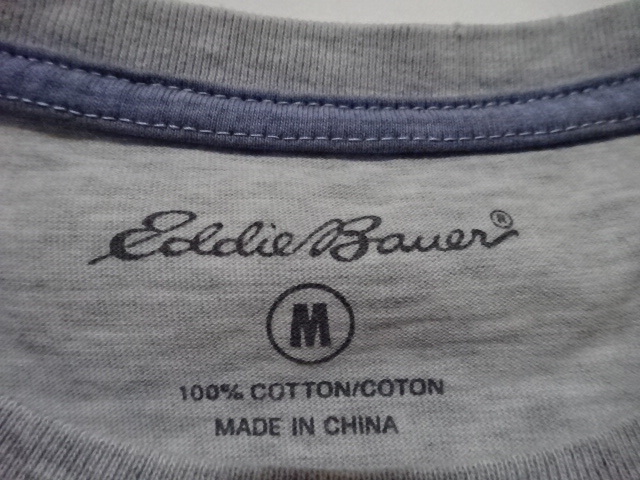 Eddie Bauer®
M
100% COTTON/COTON
MADE IN CHINA